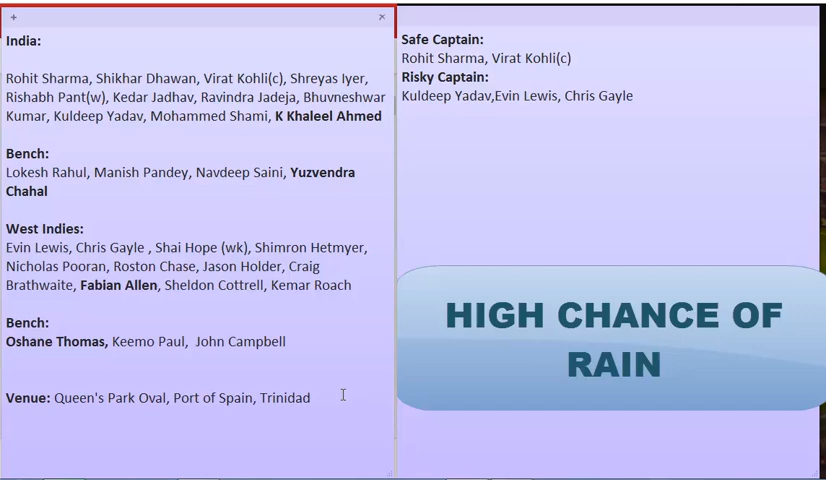 India:
Rohit Sharma, Shikhar Dhawan, Virat Kohli(c), Shreyas Iyer,
Rishabh Pant(w), Kedar Jadhav, Ravindra Jadeja, Bhuvneshwar
Kumar, Kuldeep Yadav, Mohammed Shami, K Khaleel Ahmed
Bench:
Lokesh Rahul, Manish Pandey, Navdeep Saini, Yuzvendra
Chahal
West Indies:
Evin Lewis, Chris Gayle , Shai Hope (wk), Shimron Hetmyer,
Nicholas Pooran, Roston Chase, Jason Holder, Craig
Brathwaite, Fabian Allen, Sheldon Cottrell, Kemar Roach
Bench:
Oshane Thomas, Keemo Paul,  John Campbell
Venue: Queen's Park Oval, Port of Spain, Trinidad
Safe Captain:
Rohit Sharma, Virat Kohli(c)
Risky Captain:
Kuldeep Yadav,Evin Lewis, Chris Gayle
HIGH CHANCE OF
RAIN